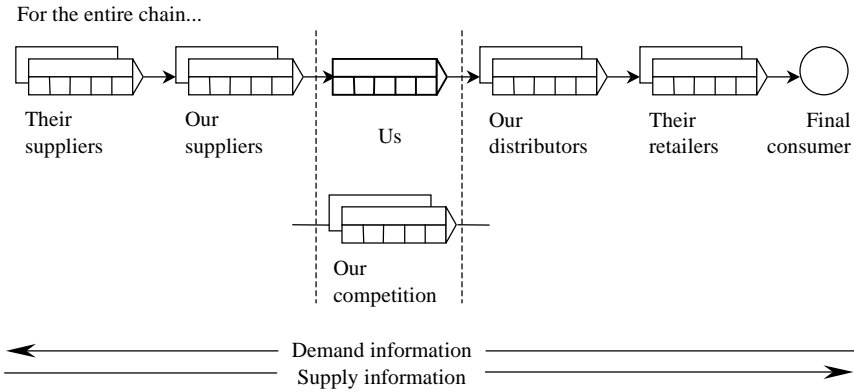 For the entire chain...
Their
suppliers
Our
suppliers
Us
Our
distributors
Their
retailers
Final
consumer
Our
competition
Demand information
Supply information